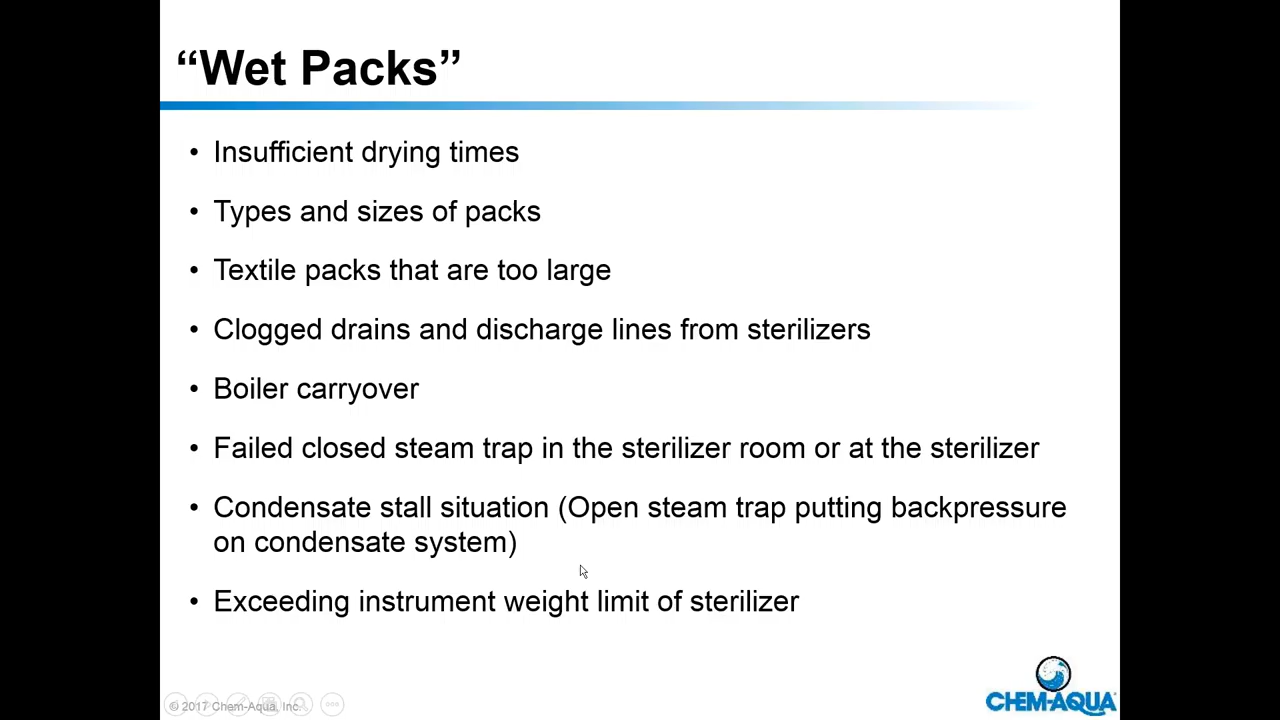 “Wet Packs”
• Insufficient drying times
• Types and sizes of packs
• Textile packs that are too large
• Clogged drains and discharge lines from sterilizers
• Boiler carryover
• Failed closed steam trap in the sterilizer room or at the sterilizer
• Condensate stall situation (Open steam trap putting backpressure
on condensate system)
• Exceeding instrument weight limit of sterilizer
© 2017 Chem-Aqua, Inc.
CHEM-AQUA